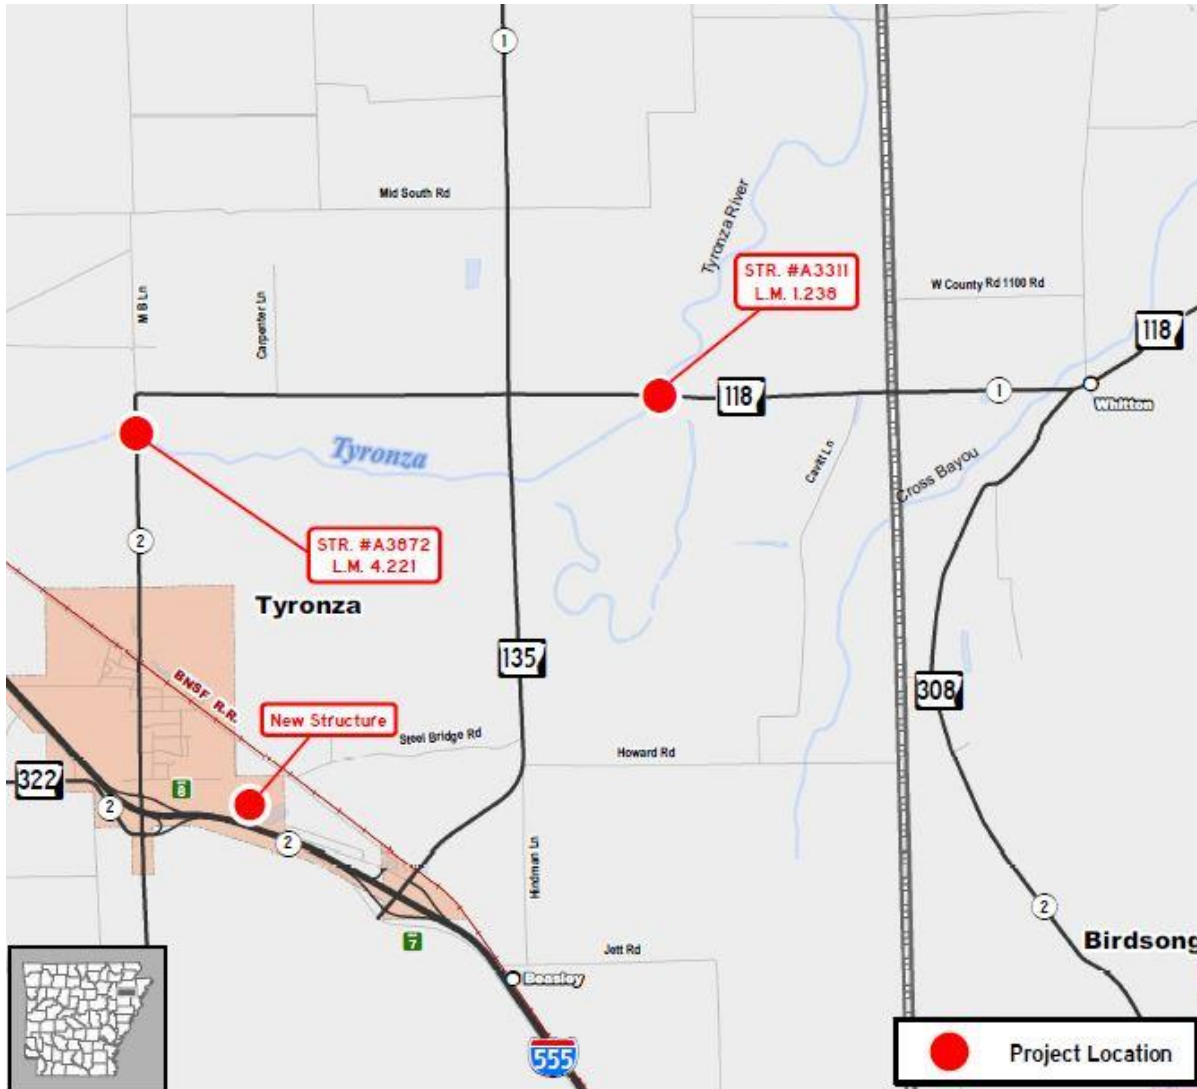 1
Mid South Rd
Tyronza River
STR. #A3311
L.M. 1.238
W County Rd 1100 Rd
M B Ln
Carpenter Ln
118
118
1
Whitton
Tyronza
Cavitt Ln
Cross Bayou
2
STR. #A3872
L.M. 4.221
Tyronza
135
308
BNSF R.R.
New Structure
Steel Bridge Rd
Howard Rd
322
8
2
2
Hindman Ln
2
7
Jett Rd
Birdsong
Beasley
555
Project Location